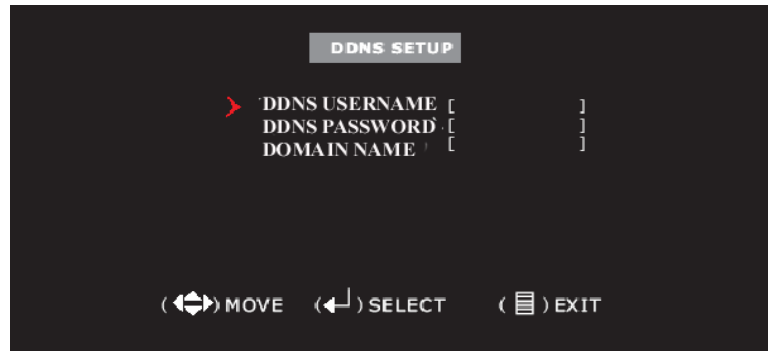 DDNS SETUP
DDNS USERNAME [ ]
DDNS PASSWORD [ ]
DOMAIN NAME [ ]
( ) MOVE ( ) SELECT ( ) EXIT